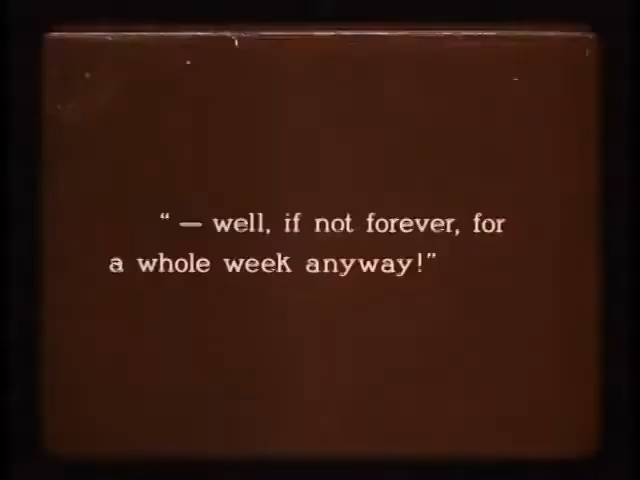 “ — well, if not forever, for
a whole week anyway!”